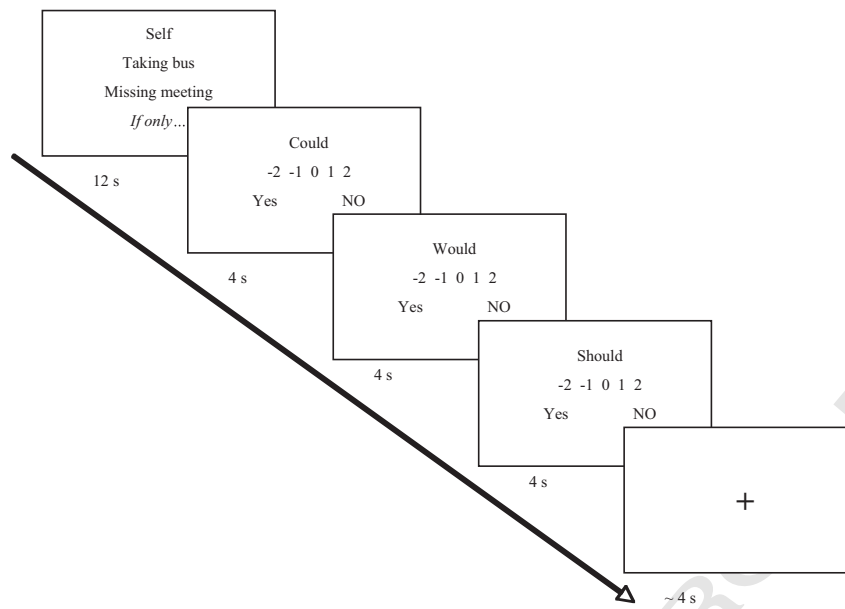 Self
Taking bus
Missing meeting
If only...
12 s
Could
-2 -1 0 1 2
Yes NO
4 s
Would
-2 -1 0 1 2
Yes NO
4 s
Should
-2 -1 0 1 2
Yes NO
4 s
+
~ 4 s